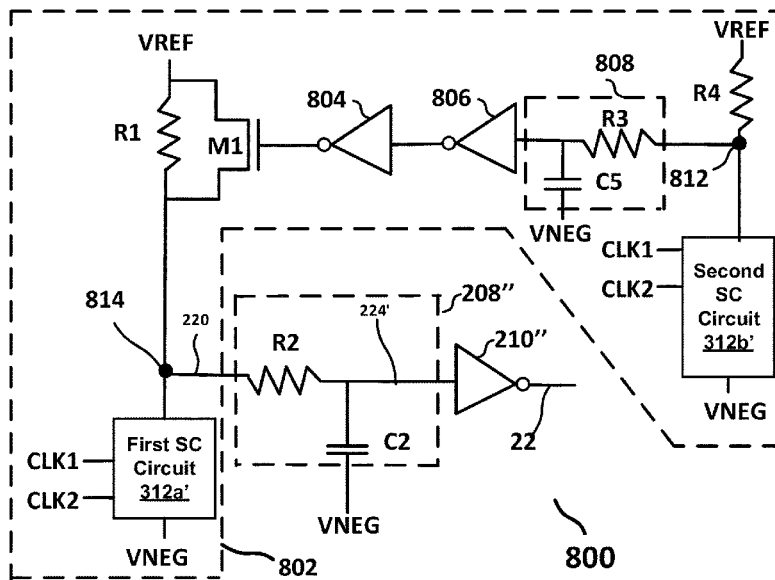 VREF
VREF
808
804
806
R4
R3
R1
M1
812
C5
VNEG
CLK1
CLK2
Second
SC
Circuit
312b'
208''
814
220
224'
210''
R2
VNEG
C2
22
First SC
Circuit
312a'
CLK1
CLK2
VNEG
VNEG
802
800